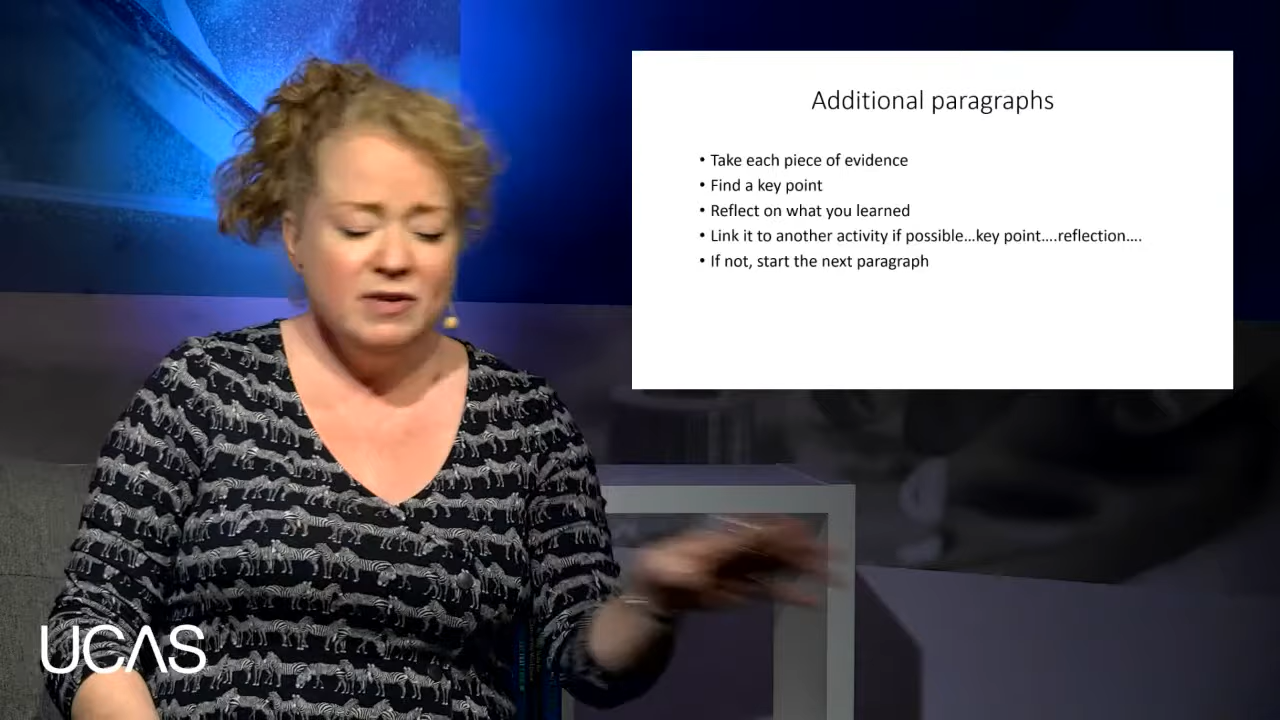 Additional paragraphs
• Take each piece of evidence
• Find a key point
• Reflect on what you learned
• Link it to another activity if possible…key point….reflection….
• If not, start the next paragraph
UCAS